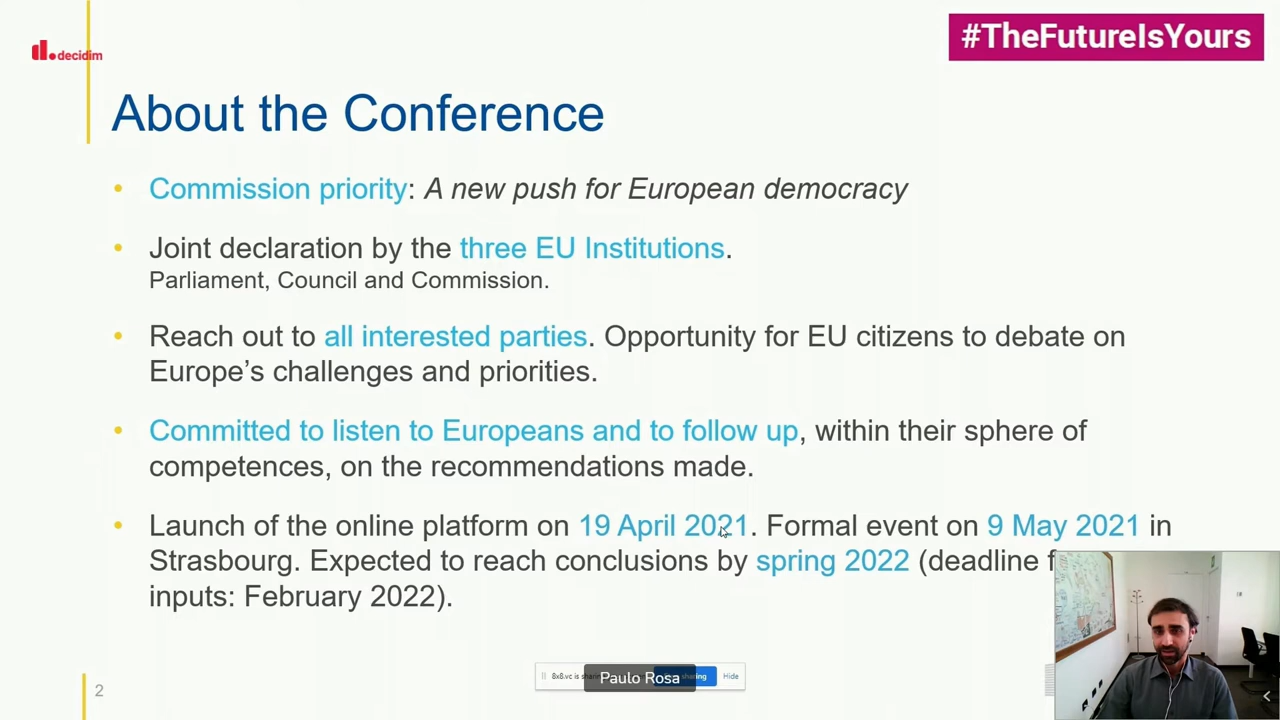 #TheFutureIsYours
decidim
About the Conference
• Commission priority: A new push for European democracy
• Joint declaration by the three EU Institutions.
Parliament, Council and Commission.
• Reach out to all interested parties. Opportunity for EU citizens to debate on
Europe’s challenges and priorities.
• Committed to listen to Europeans and to follow up, within their sphere of
competences, on the recommendations made.
• Launch of the online platform on 19 April 2021. Formal event on 9 May 2021 in
Strasbourg. Expected to reach conclusions by spring 2022 (deadline
inputs: February 2022).
8x8.vc is
Paulo Rosa
Hide
2